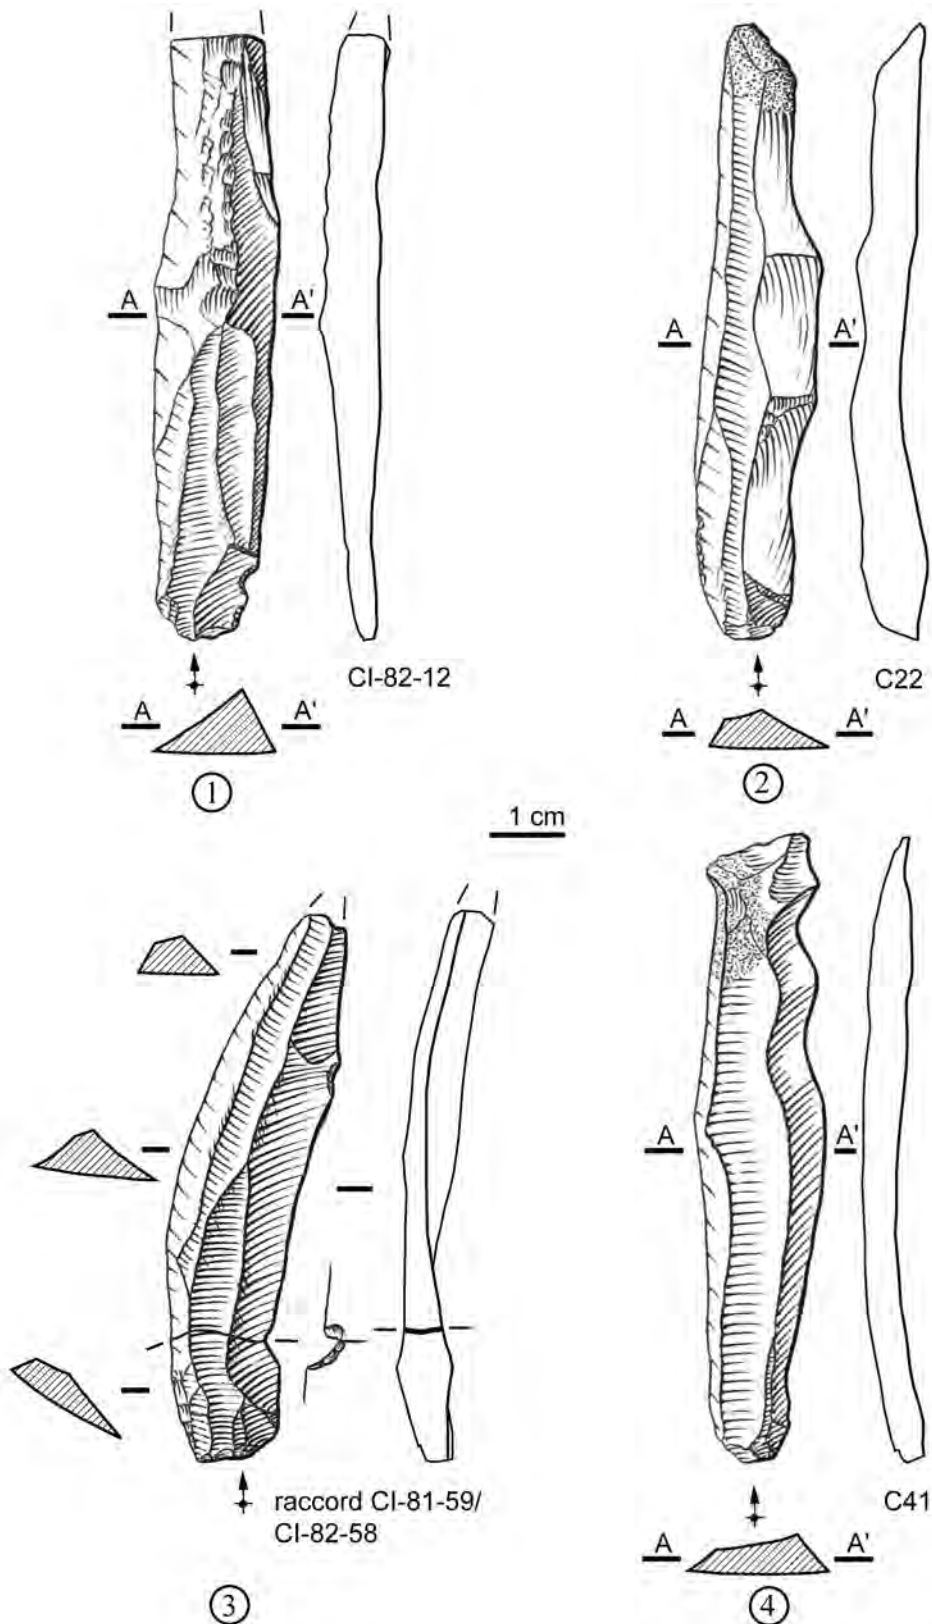 A A'
CI-82-12
A A'
①
A A'
C22
A A'
②
1 cm
raccord CI-81-59/
CI-82-58
③
A A'
C41
A A'
④